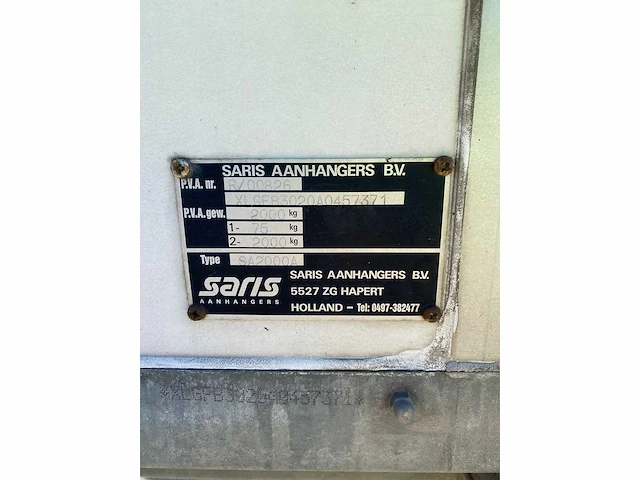 SARIS AANHANGERS B.V.
P.V.A. nr. B/00826
XLGFB3020A0457371
P.V.A. gew. 2000 kg
1- 75 kg
2- 2000 kg
Type SA2000A
saris
AANHANGERS
SARIS AANHANGERS B.V.
5527 ZG HAPERT
HOLLAND – Tel: 0497-382477
*XLGFB3020A0457371*